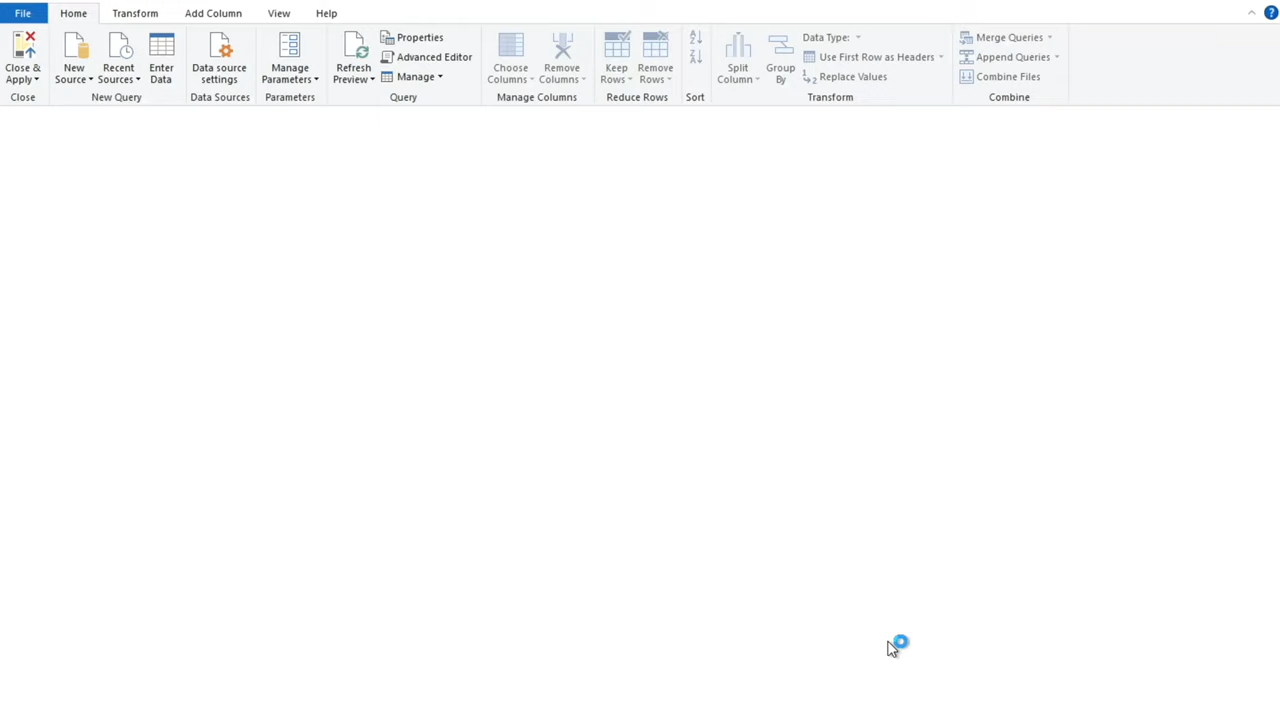 File Home Transform Add Column View Help ?
Close & Apply
New Source
Recent Sources
Enter Data
Data source settings
Manage Parameters
Refresh Preview
Properties
Advanced Editor
Manage
Choose Columns
Remove Columns
Keep Rows
Remove Rows
A Z
Z A
Split Column
Group By
Data Type:
Use First Row as Headers
1 2 Replace Values
Merge Queries
Append Queries
Combine Files
Close New Query Data Sources Parameters Query Manage Columns Reduce Rows Sort Transform Combine